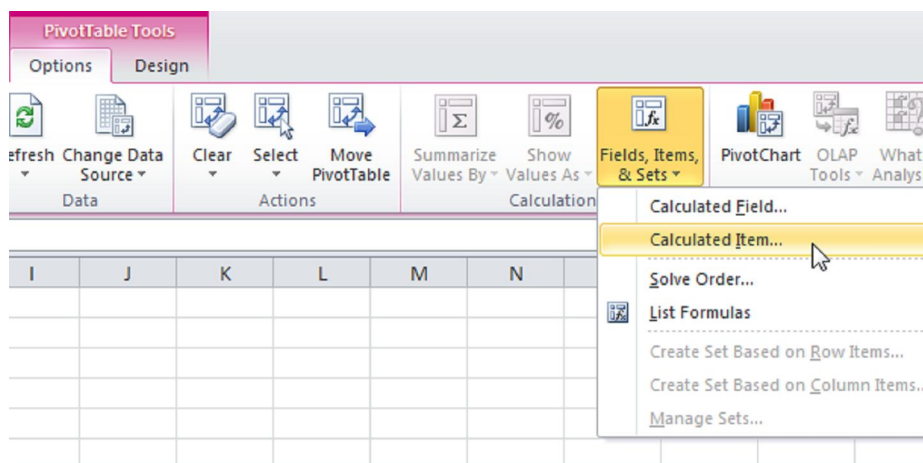 PivotTable Tools
Options Design
efresh Change Data Source Clear Select Move PivotTable Summarize Values By Show Values As Fields, Items, & Sets PivotChart OLAP Tools What Analys
Data Actions Calculation
Calculated Field...
Calculated Item...
Solve Order...
List Formulas
Create Set Based on Row Items...
Create Set Based on Column Items..
Manage Sets...
I J K L M N